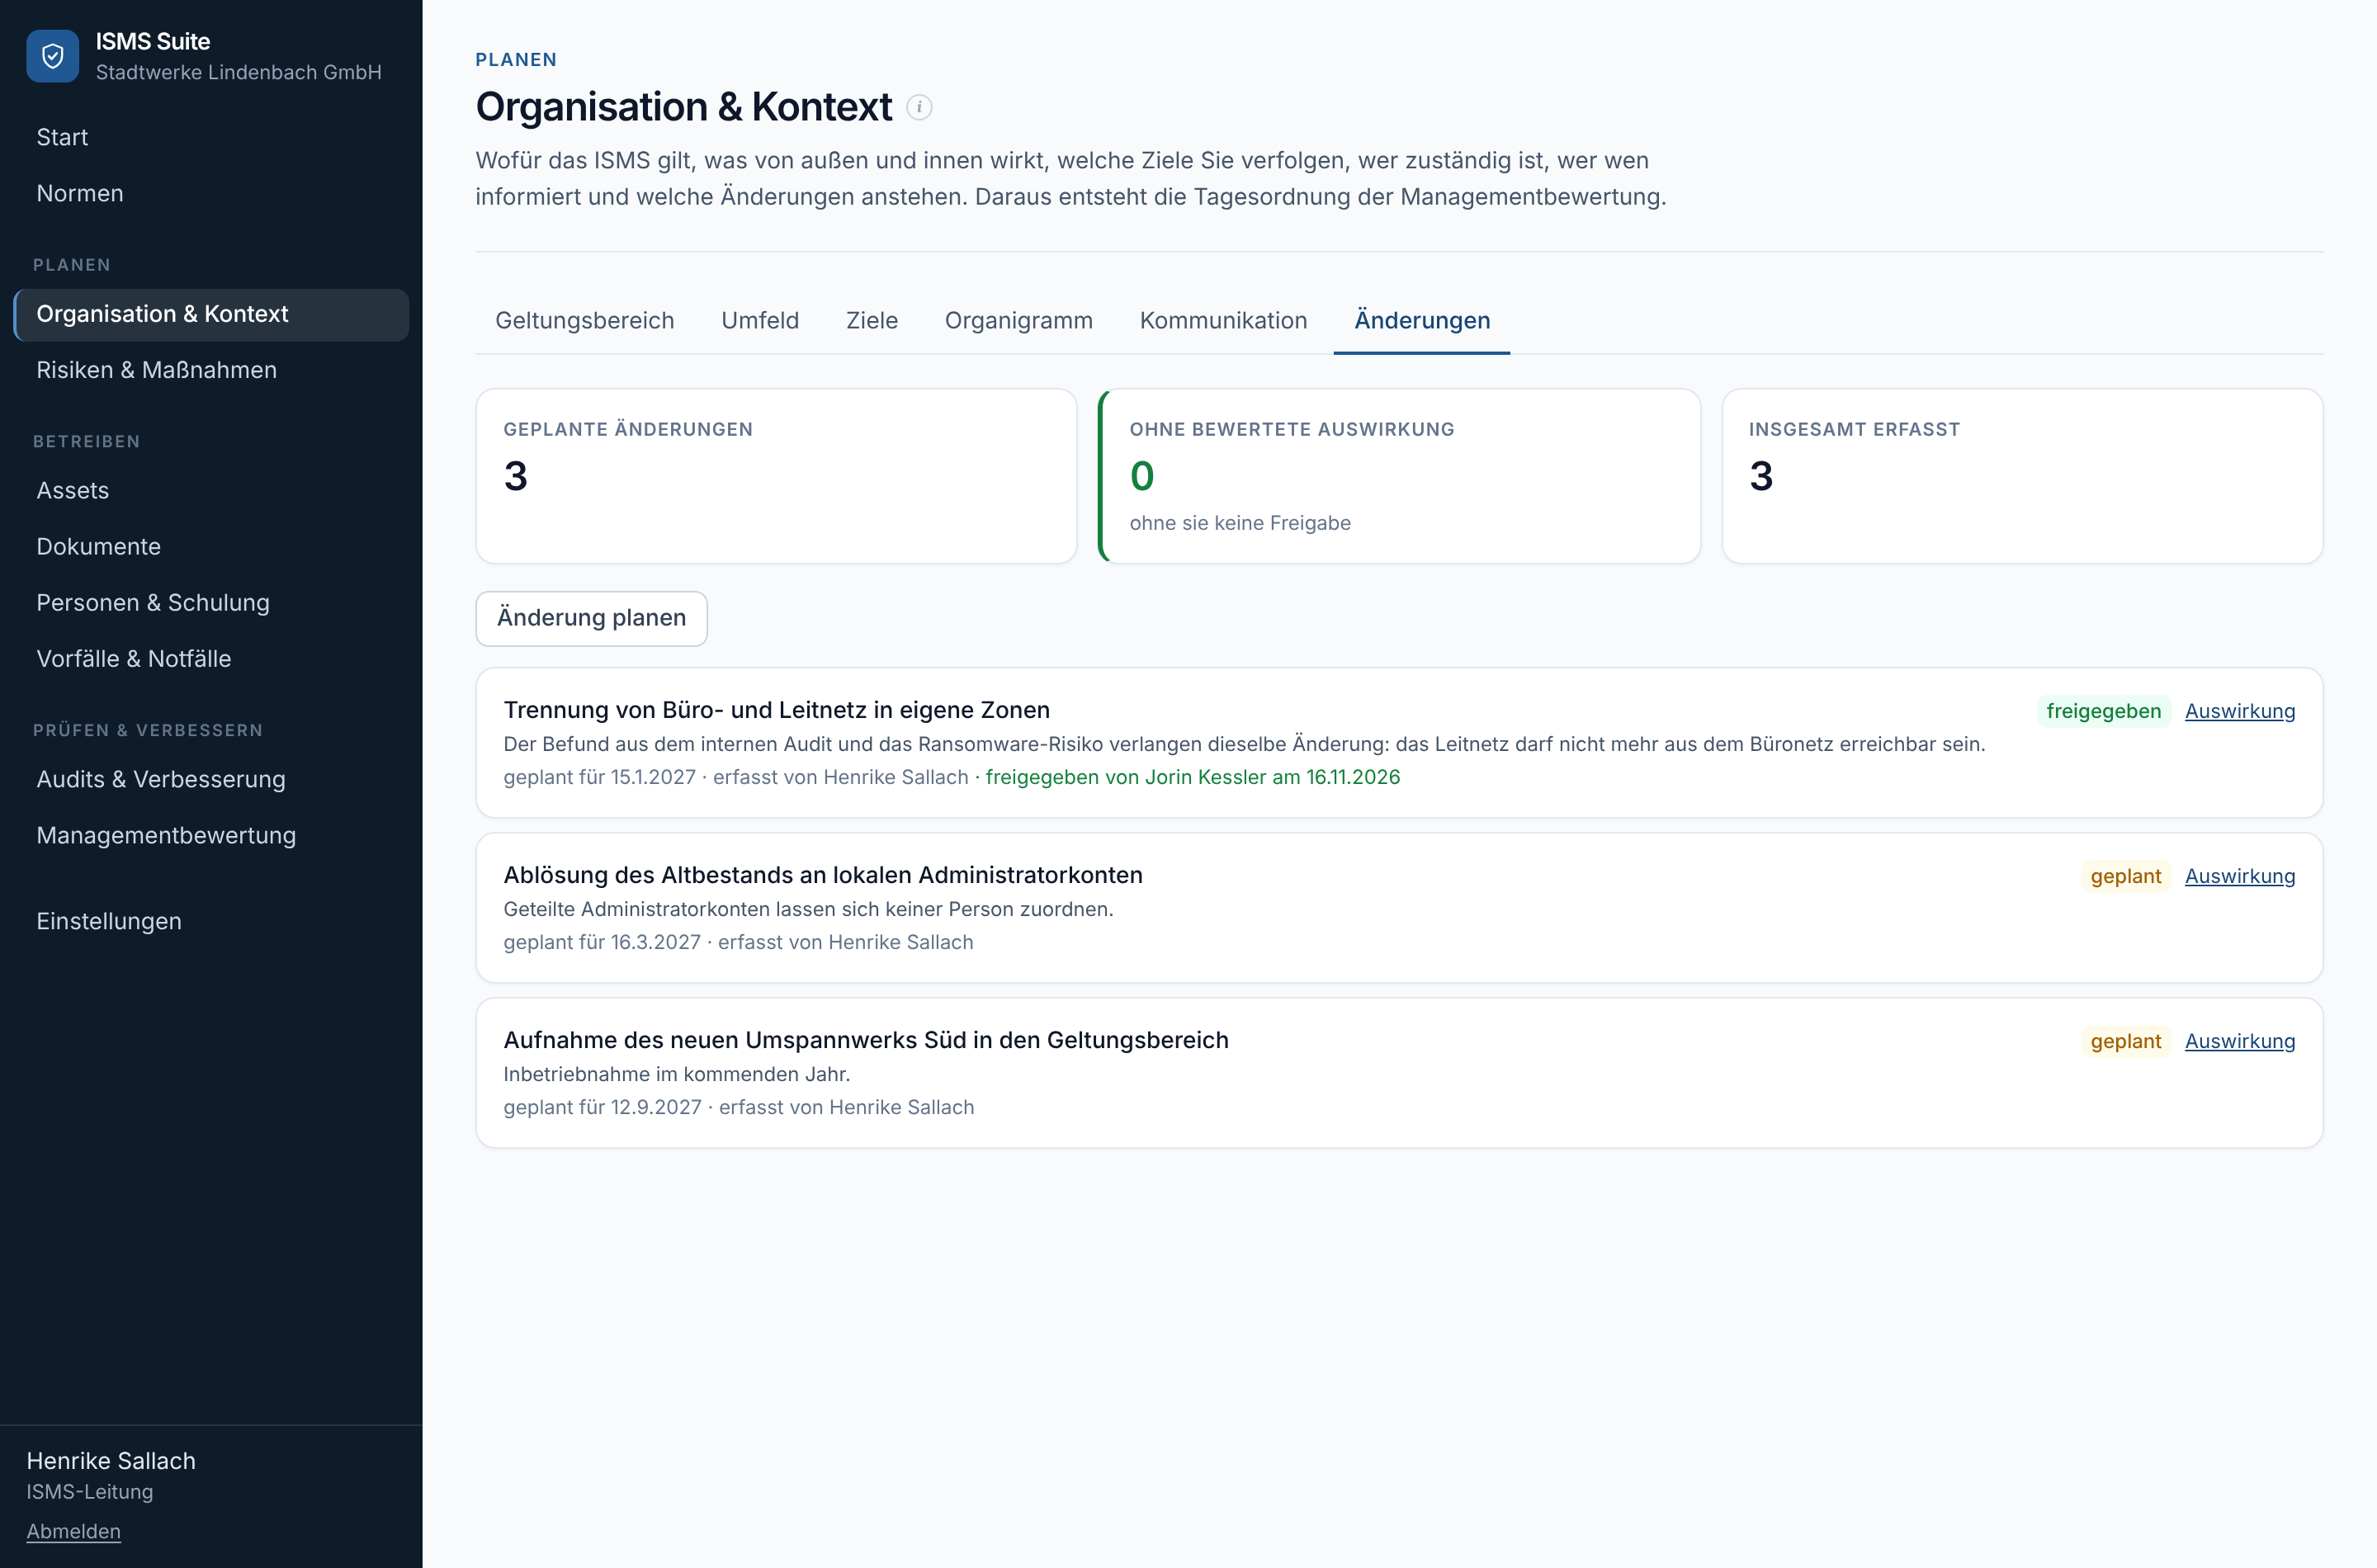 ISMS Suite
Stadtwerke Lindenbach GmbH
Start
Normen
PLANEN
Organisation & Kontext
Risiken & Maßnahmen
BETREIBEN
Assets
Dokumente
Personen & Schulung
Vorfälle & Notfälle
PRÜFEN & VERBESSERN
Audits & Verbesserung
Managementbewertung
Einstellungen
Henrike Sallach
ISMS-Leitung
Abmelden
PLANEN
Organisation & Kontext i
Wofür das ISMS gilt, was von außen und innen wirkt, welche Ziele Sie verfolgen, wer zuständig ist, wer wen
informiert und welche Änderungen anstehen. Daraus entsteht die Tagesordnung der Managementbewertung.
Geltungsbereich Umfeld Ziele Organigramm Kommunikation Änderungen
GEPLANTE ÄNDERUNGEN
3
OHNE BEWERTETE AUSWIRKUNG
0
ohne sie keine Freigabe
INSGESAMT ERFASST
3
Änderung planen
Trennung von Büro- und Leitnetz in eigene Zonen freigegeben Auswirkung
Der Befund aus dem internen Audit und das Ransomware-Risiko verlangen dieselbe Änderung: das Leitnetz darf nicht mehr aus dem Büronetz erreichbar sein.
geplant für 15.1.2027 · erfasst von Henrike Sallach · freigegeben von Jorin Kessler am 16.11.2026
Ablösung des Altbestands an lokalen Administratorkonten geplant Auswirkung
Geteilte Administratorkonten lassen sich keiner Person zuordnen.
geplant für 16.3.2027 · erfasst von Henrike Sallach
Aufnahme des neuen Umspannwerks Süd in den Geltungsbereich geplant Auswirkung
Inbetriebnahme im kommenden Jahr.
geplant für 12.9.2027 · erfasst von Henrike Sallach